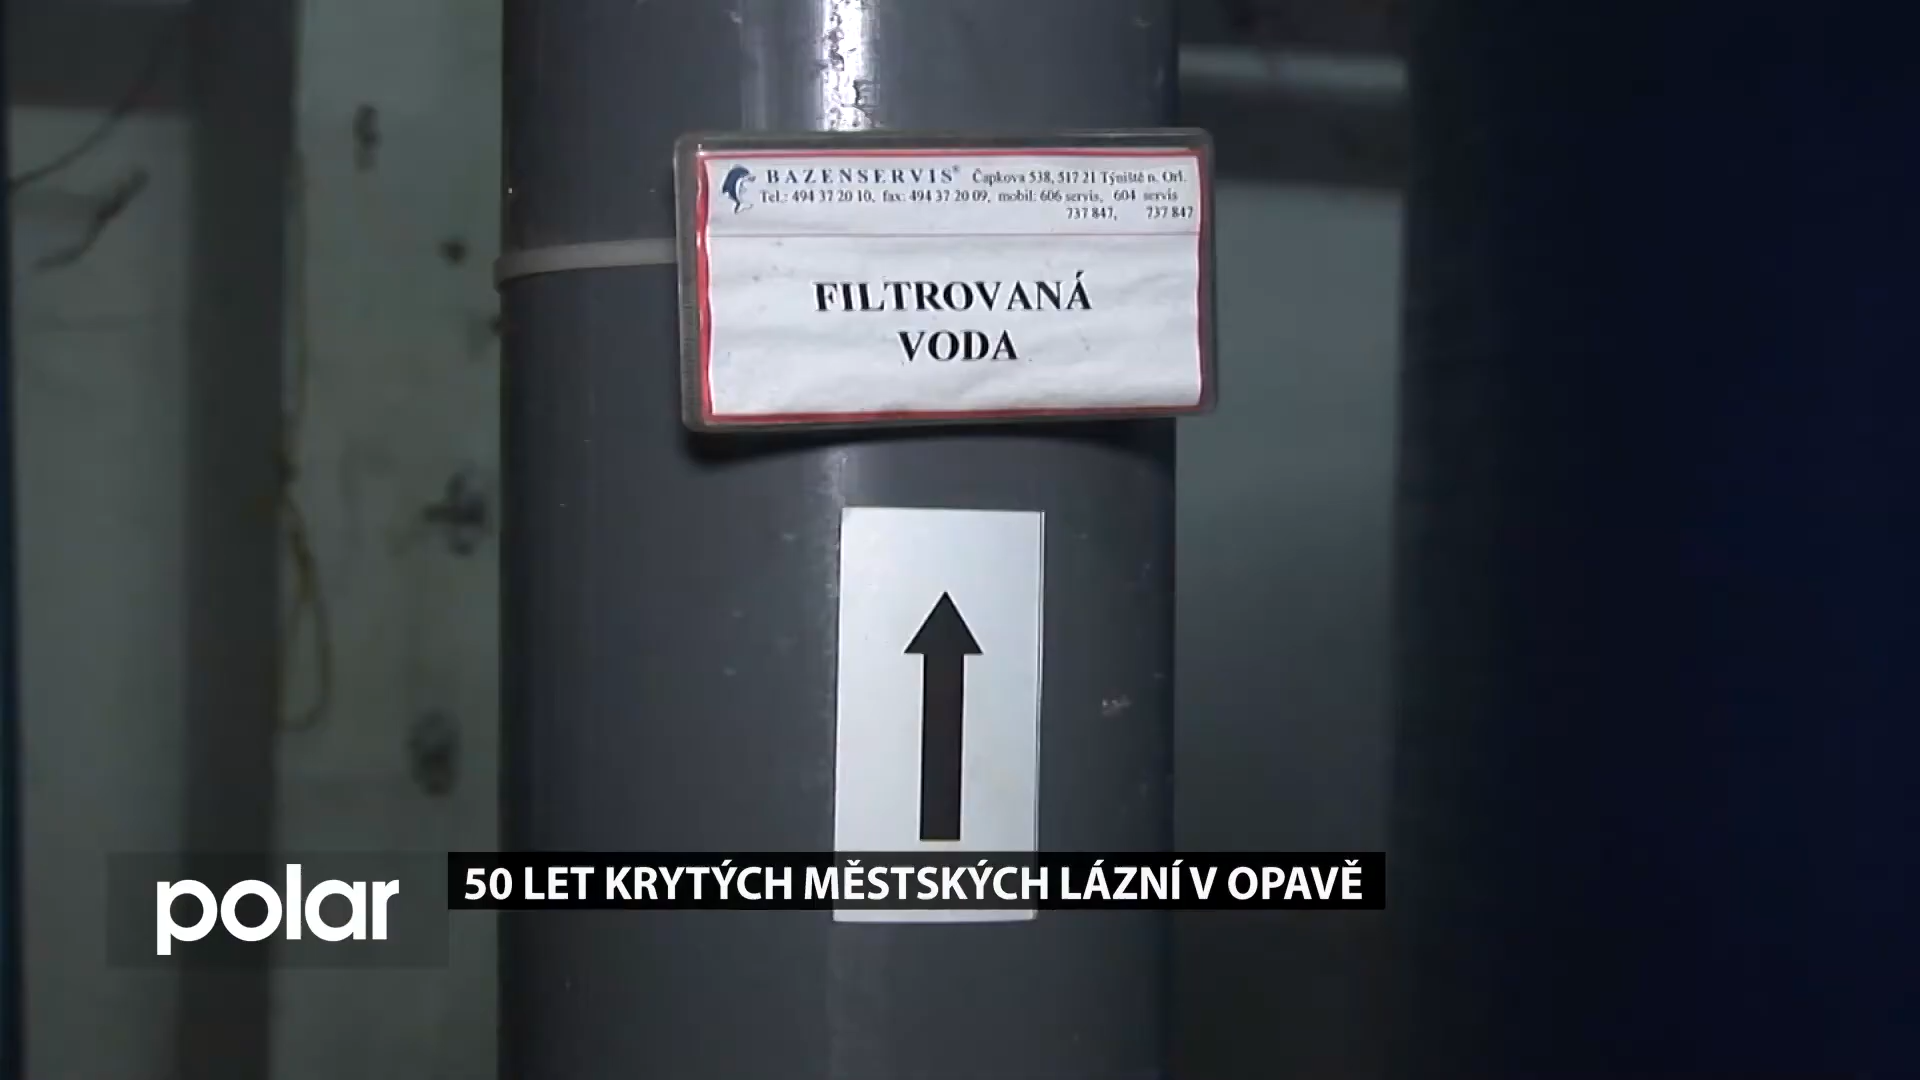 BAZENSERVIS® Čapkova 538, 517 21 Týniště n. Orl.
Tel.: 494 37 20 10, fax: 494 37 20 09, mobil: 606 servis, 604 servis
737 847, 737 847
FILTROVANÁ
VODA
50 LET KRYTÝCH MĚSTSKÝCH LÁZNÍ V OPAVĚ
polar